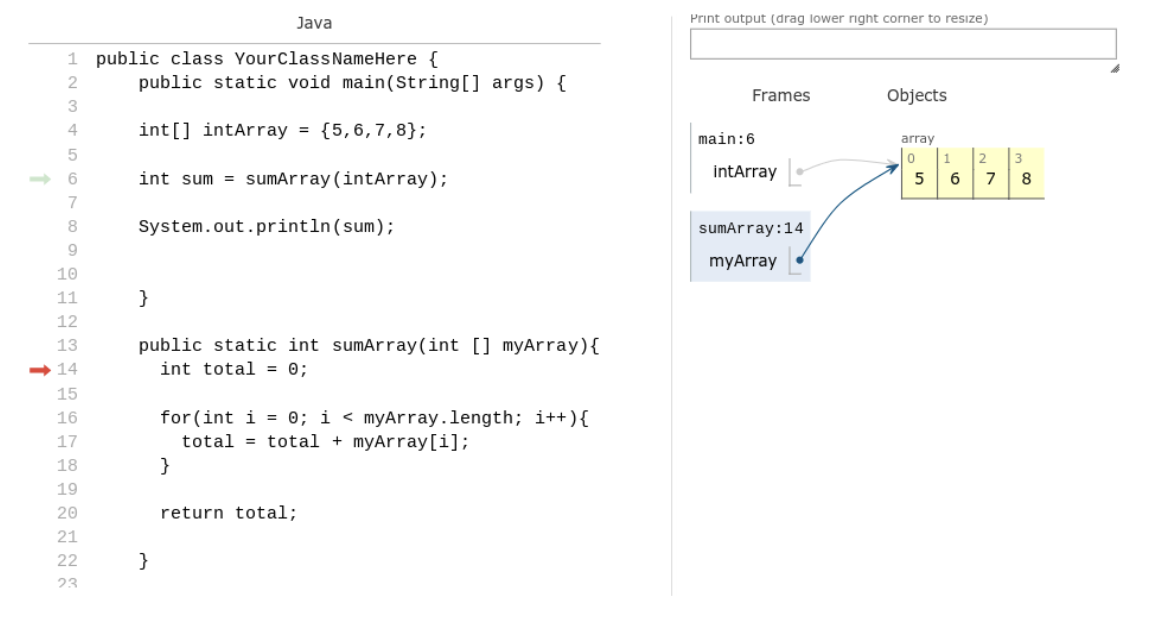 Java
1 public class YourClassNameHere {
2 public static void main(String[] args) {
3
4 int[] intArray = {5,6,7,8};
5
6 int sum = sumArray(intArray);
7
8 System.out.println(sum);
9
10
11 }
12
13 public static int sumArray(int [] myArray){
14 int total = 0;
15
16 for(int i = 0; i < myArray.length; i++){
17 total = total + myArray[i];
18 }
19
20 return total;
21
22 }
23
Print output (drag lower right corner to resize)
Frames Objects
main:6
intArray
array
0 1 2 3
5 6 7 8
sumArray:14
myArray